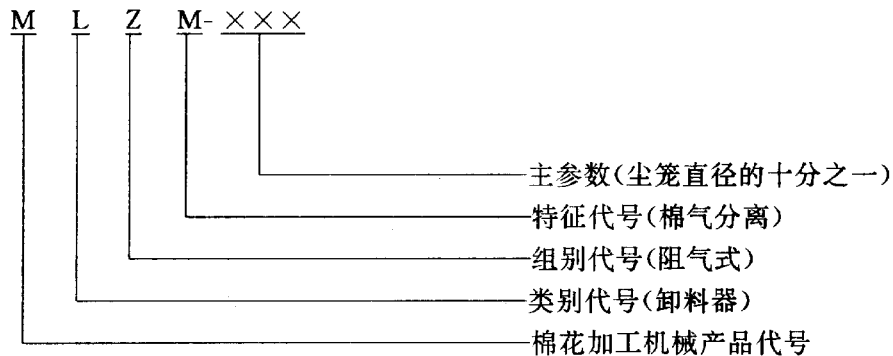 M L Z M-×××
主参数(尘笼直径的十分之一)
特征代号(棉气分离)
组别代号(阻气式)
类别代号(卸料器)
棉花加工机械产品代号